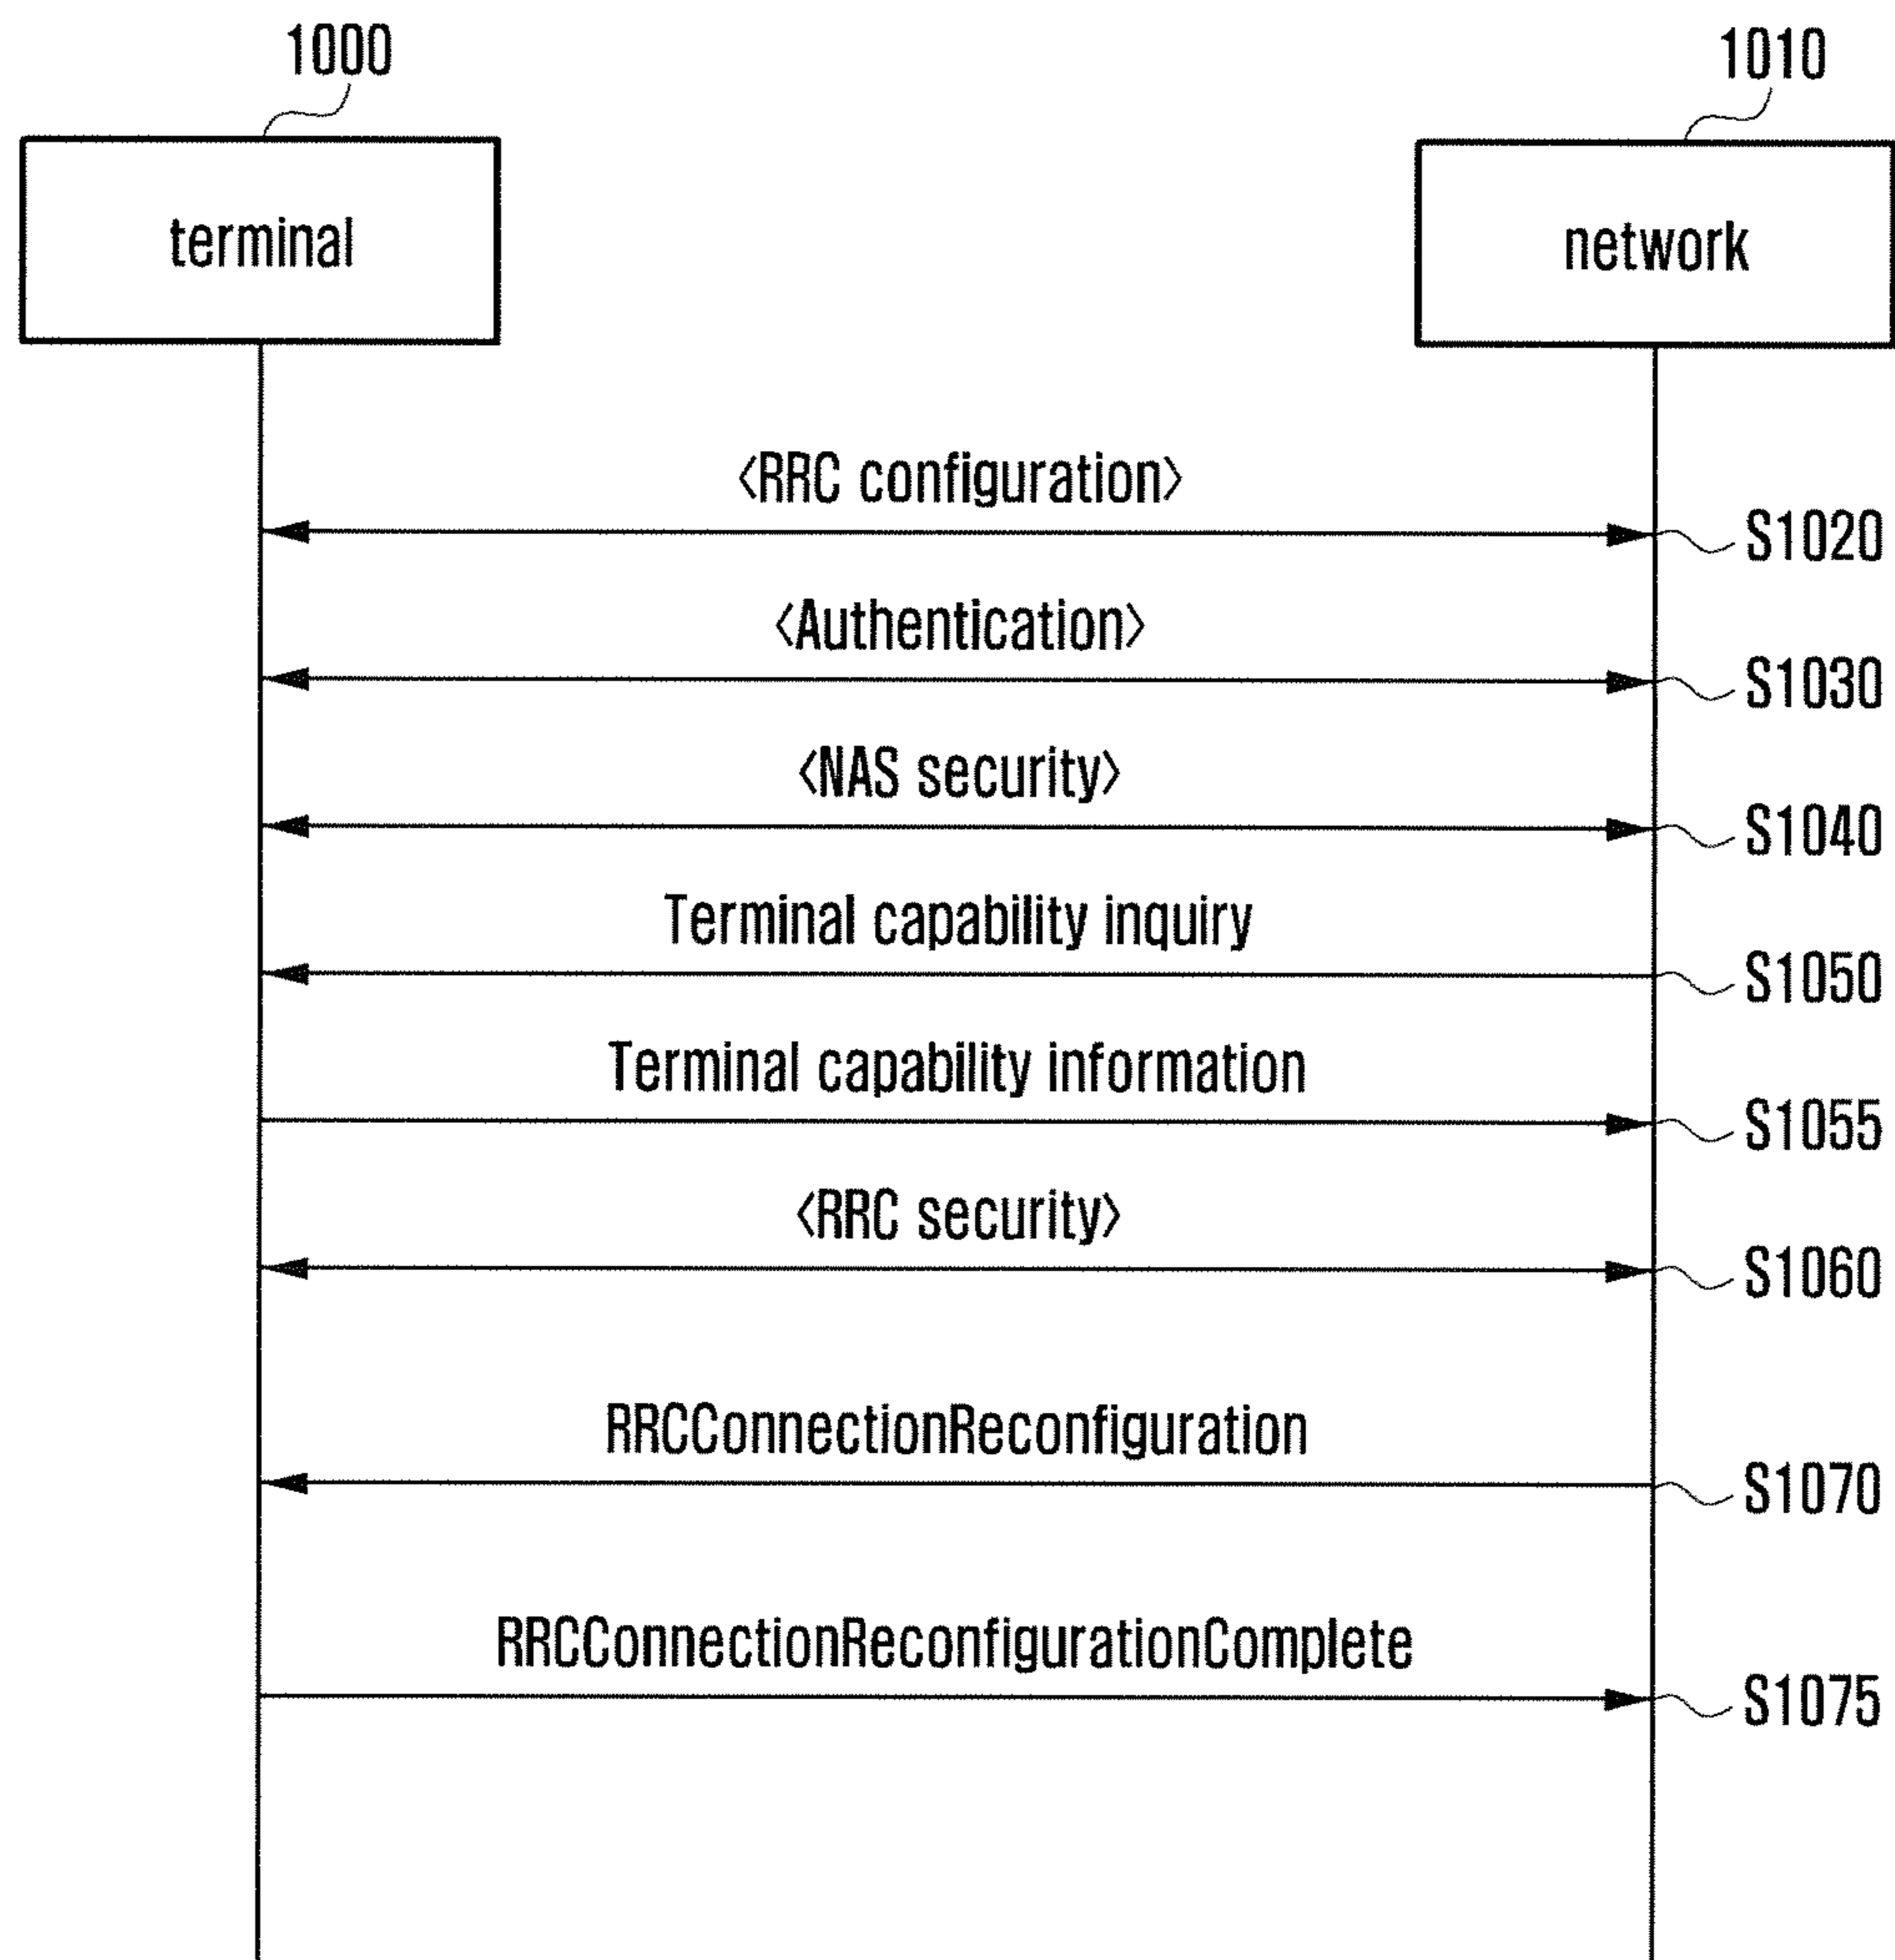 1000
1010
terminal
network
<RRC configuration>
S1020
<Authentication>
S1030
<NAS security>
S1040
Terminal capability inquiry
S1050
Terminal capability information
S1055
<RRC security>
S1060
RRCConnectionReconfiguration
S1070
RRCConnectionReconfigurationComplete
S1075